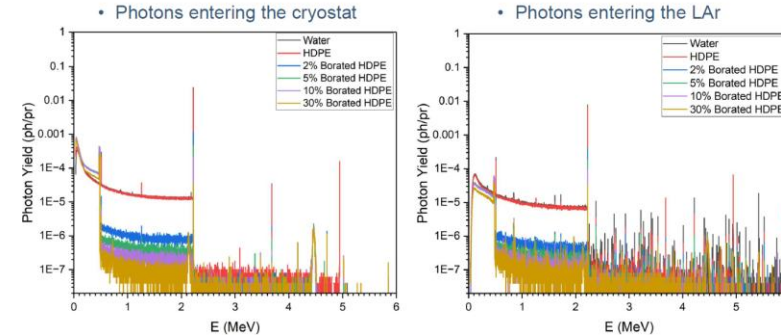 • Photons entering the cryostat
• Photons entering the LAr
1
0.1
0.01
0.001
1E-4
1E-5
1E-6
1E-7
Photon Yield (ph/pr)
Water
HDPE
2% Borated HDPE
5% Borated HDPE
10% Borated HDPE
30% Borated HDPE
0 1 2 3 4 5 6
E (MeV)
1
0.1
0.01
0.001
1E-4
1E-5
1E-6
1E-7
Photon Yield (ph/pr)
Water
HDPE
2% Borated HDPE
5% Borated HDPE
10% Borated HDPE
30% Borated HDPE
0 1 2 3 4 5
E (MeV)